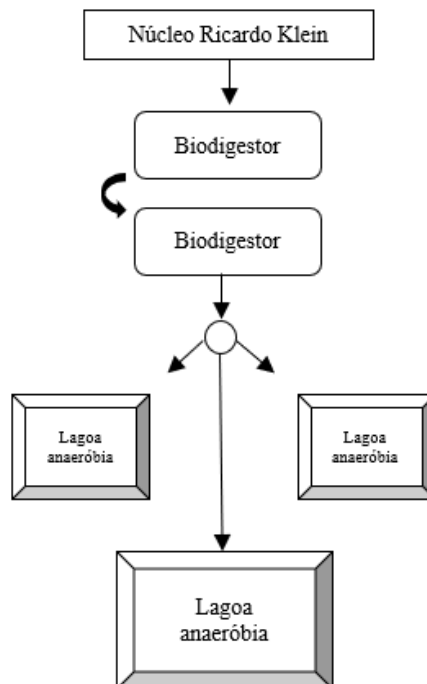 Núcleo Ricardo Klein
Biodigestor
Biodigestor
Lagoa
anaeróbia
Lagoa
anaeróbia
Lagoa
anaeróbia